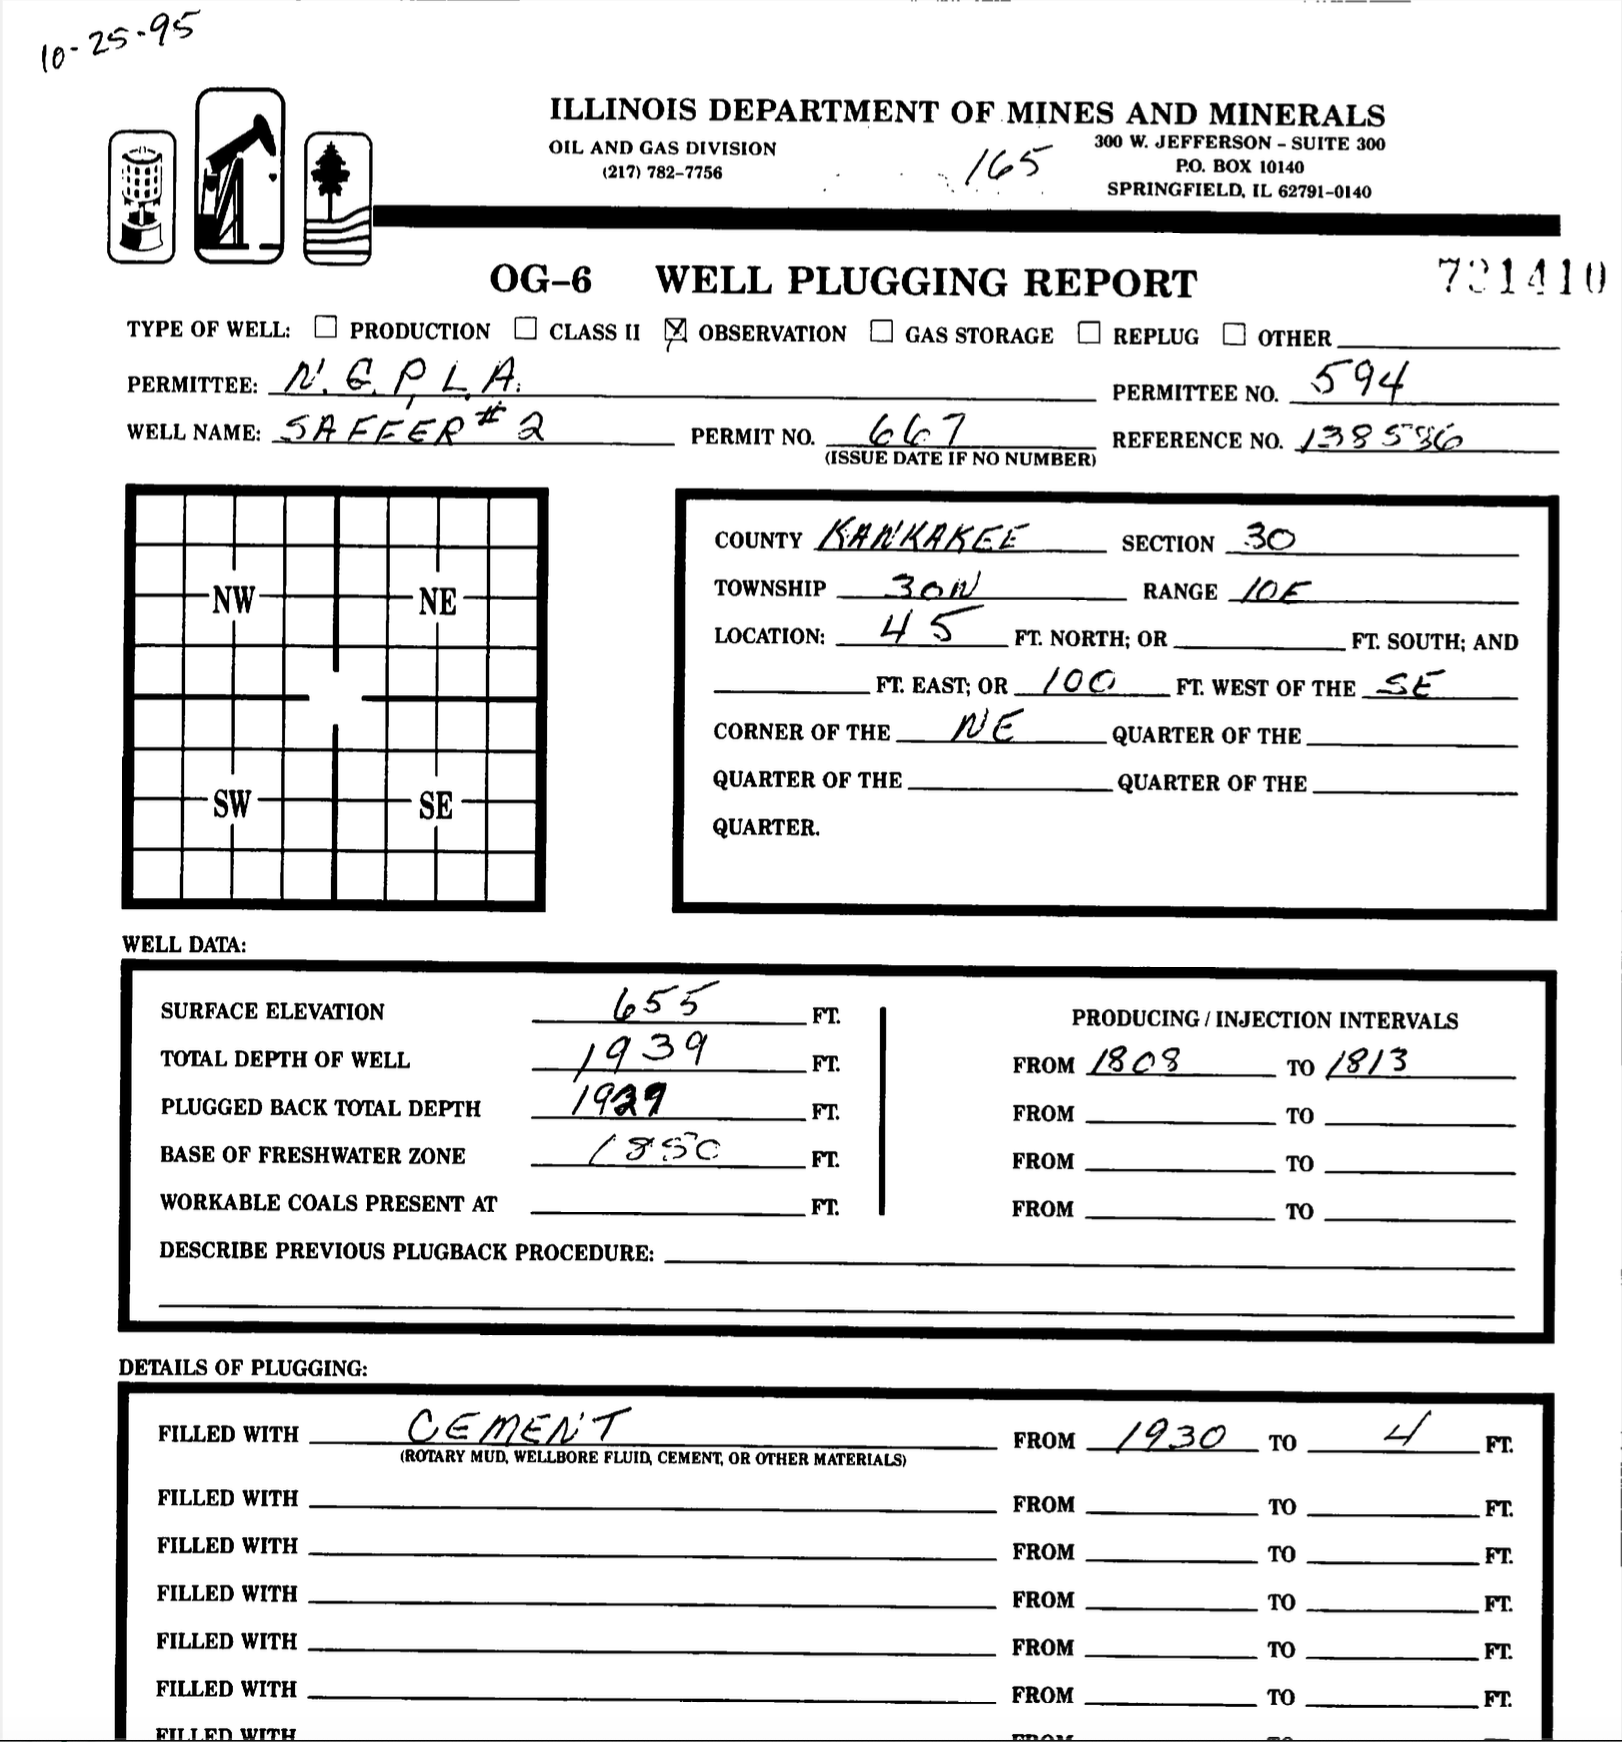 10-25-95
ILLINOIS DEPARTMENT OF MINES AND MINERALS
OIL AND GAS DIVISION 300 W. JEFFERSON – SUITE 300
(217) 782-7756 165 P.O. BOX 10140
SPRINGFIELD, IL 62791-0140
OG-6 WELL PLUGGING REPORT
TYPE OF WELL: PRODUCTION CLASS II OBSERVATION GAS STORAGE REPLUG OTHER
PERMITTEE: N.G.P.L.A. PERMITTEE NO. 594
WELL NAME: SAFFER #2 PERMIT NO. 667 REFERENCE NO. 138586
(ISSUE DATE IF NO NUMBER)
NW NE
SW SE
COUNTY KANKAKEE SECTION 30
TOWNSHIP 30N RANGE 10E
LOCATION: 45 FT. NORTH; OR FT. SOUTH; AND
FT. EAST; OR 100 FT. WEST OF THE SE
CORNER OF THE NE QUARTER OF THE
QUARTER OF THE QUARTER OF THE
QUARTER.
WELL DATA:
SURFACE ELEVATION 655 FT. PRODUCING / INJECTION INTERVALS
TOTAL DEPTH OF WELL 1939 FT. FROM 1808 TO 1813
PLUGGED BACK TOTAL DEPTH 1929 FT. FROM TO
BASE OF FRESHWATER ZONE 1850 FT. FROM TO
WORKABLE COALS PRESENT AT FT. FROM TO
DESCRIBE PREVIOUS PLUGBACK PROCEDURE:
DETAILS OF PLUGGING:
FILLED WITH CEMENT FROM 1930 TO 4 FT.
(ROTARY MUD, WELLBORE FLUID, CEMENT, OR OTHER MATERIALS)
FILLED WITH FROM TO FT.
FILLED WITH FROM TO FT.
FILLED WITH FROM TO FT.
FILLED WITH FROM TO FT.
FILLED WITH FROM TO FT.
FILLED WITH FROM TO FT.